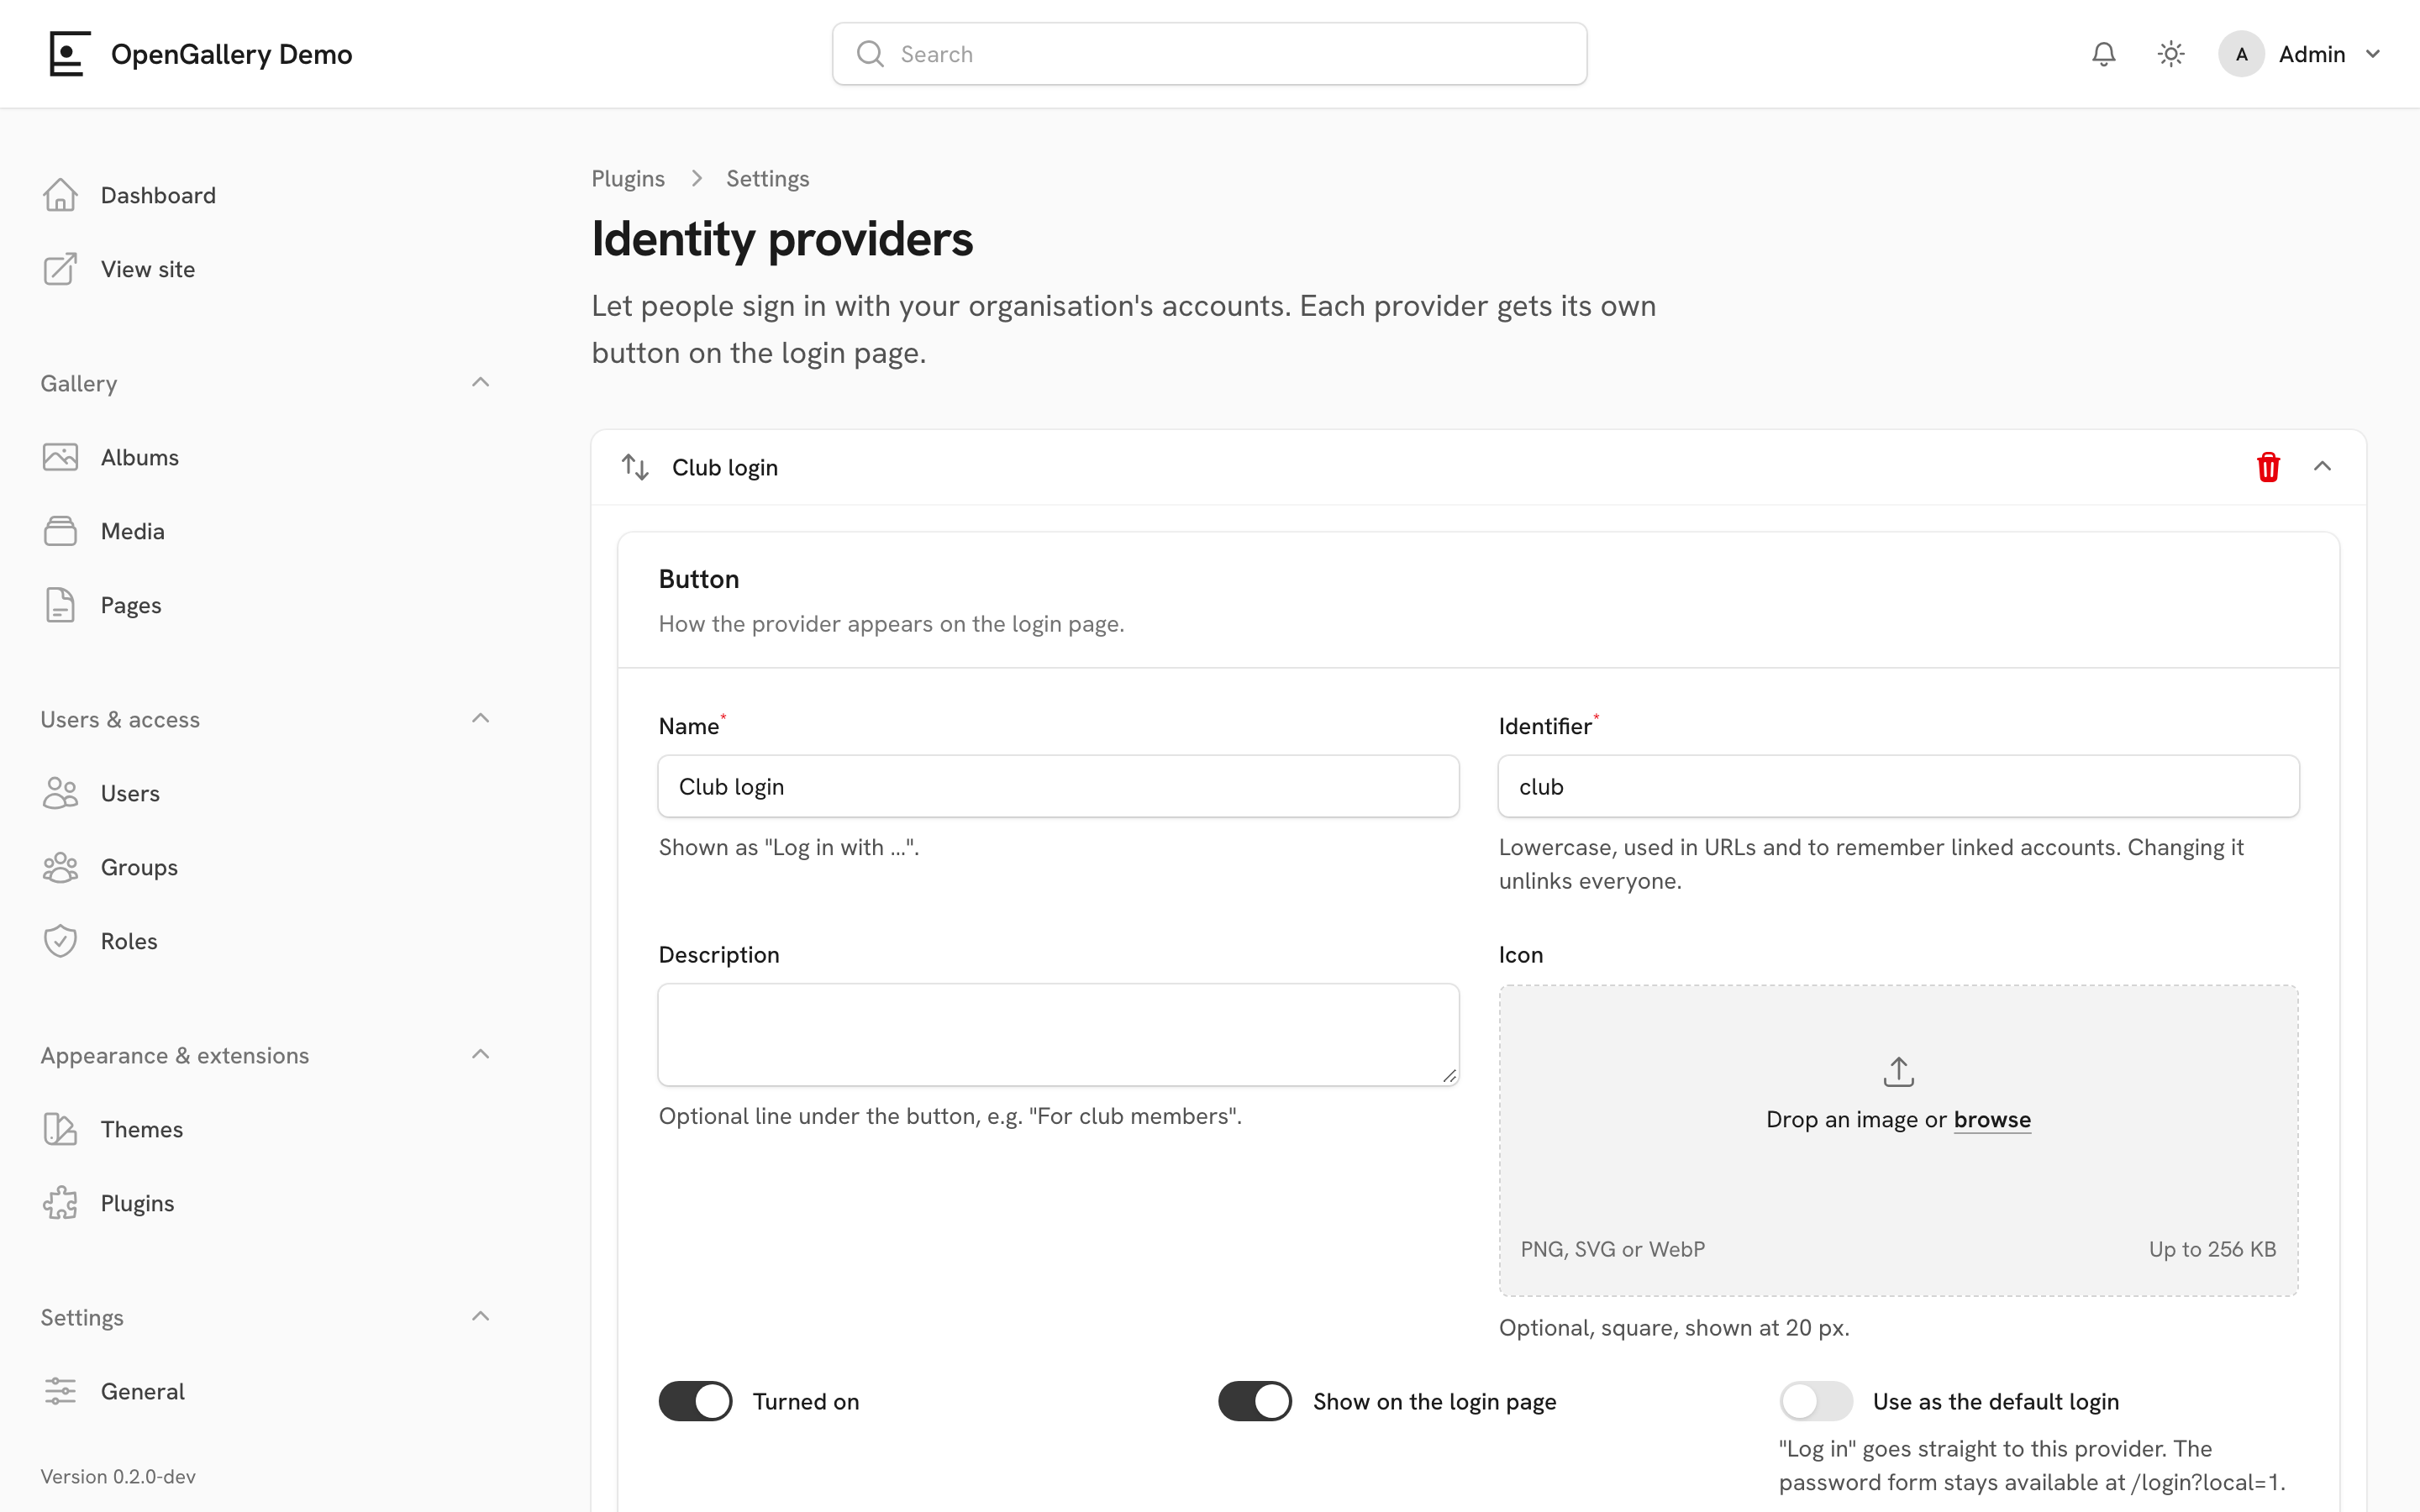 OpenGallery Demo
Search
A
Admin
Dashboard
View site
Gallery
Albums
Media
Pages
Users & access
Users
Groups
Roles
Appearance & extensions
Themes
Plugins
Settings
General
Version 0.2.0-dev
Plugins
Settings
Identity providers
Let people sign in with your organisation's accounts. Each provider gets its own
button on the login page.
Club login
Button
How the provider appears on the login page.
Name*
Club login
Shown as "Log in with ...".
Identifier*
club
Lowercase, used in URLs and to remember linked accounts. Changing it
unlinks everyone.
Description
Optional line under the button, e.g. "For club members".
Icon
Drop an image or browse
PNG, SVG or WebP
Up to 256 KB
Optional, square, shown at 20 px.
Turned on
Show on the login page
Use as the default login
"Log in" goes straight to this provider. The
password form stays available at /login?local=1.